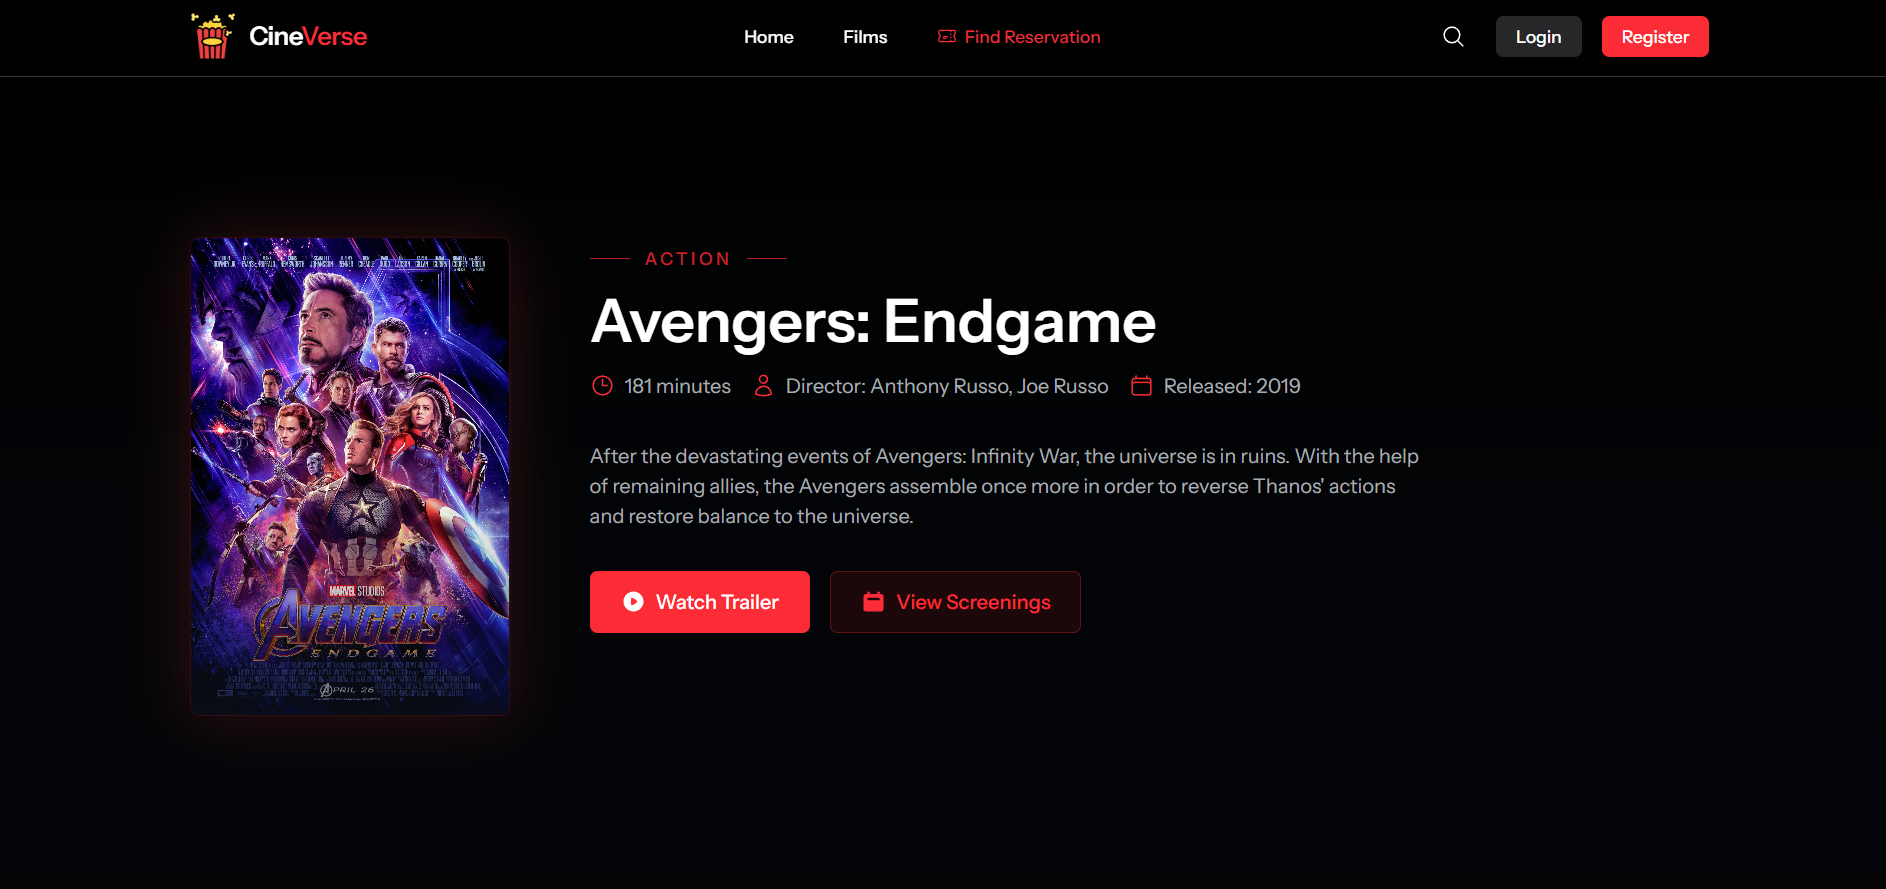 CineVerse
Home
Films
Find Reservation
Login
Register
ACTION
Avengers: Endgame
181 minutes
Director: Anthony Russo, Joe Russo
Released: 2019
After the devastating events of Avengers: Infinity War, the universe is in ruins. With the help
of remaining allies, the Avengers assemble once more in order to reverse Thanos' actions
and restore balance to the universe.
Watch Trailer
View Screenings
MARVEL STUDIOS
AVENGERS
ENDGAME
APRIL 26